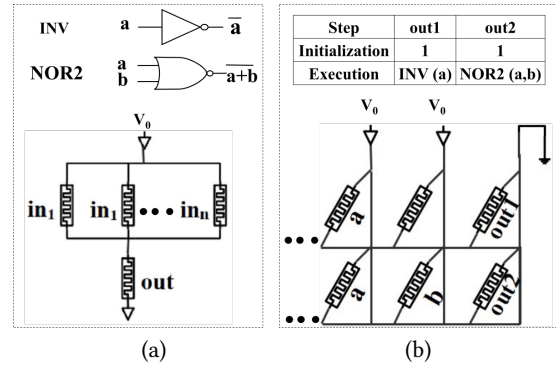 INV a a
NOR2 a b a+b
V0
in1 in1 ••• inn
out
(a)
Step out1 out2
Initialization 1 1
Execution INV (a) NOR2 (a,b)
V0 V0
a out1
•••
a b out2
•••
(b)